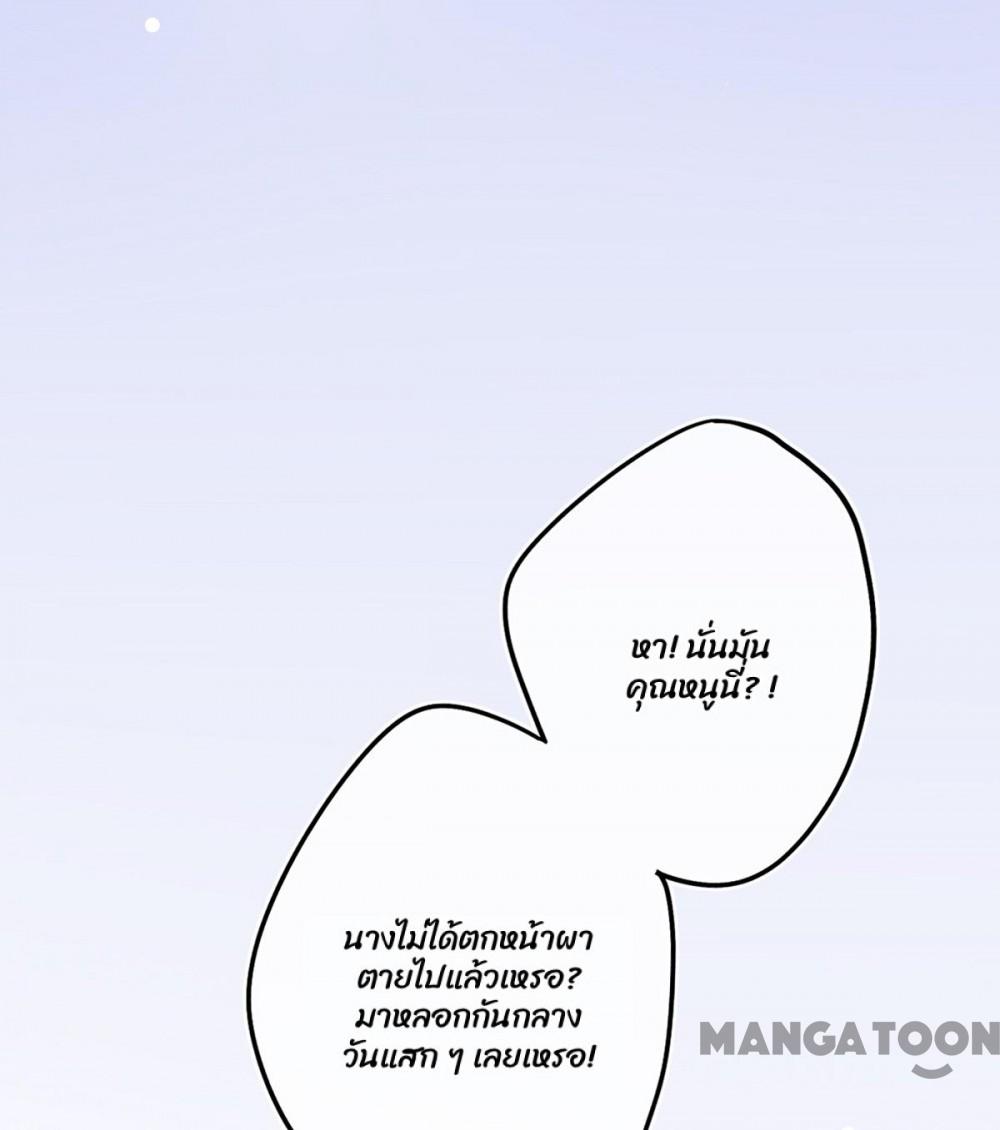 หา! นั่นมัน
คุณหนูนี่? !
นางไม่ได้ตกหน้าผา
ตายไปแล้วเหรอ?
มาหลอกกันกลาง
วันแสก ๆ เลยเหรอ!
MANGATOON